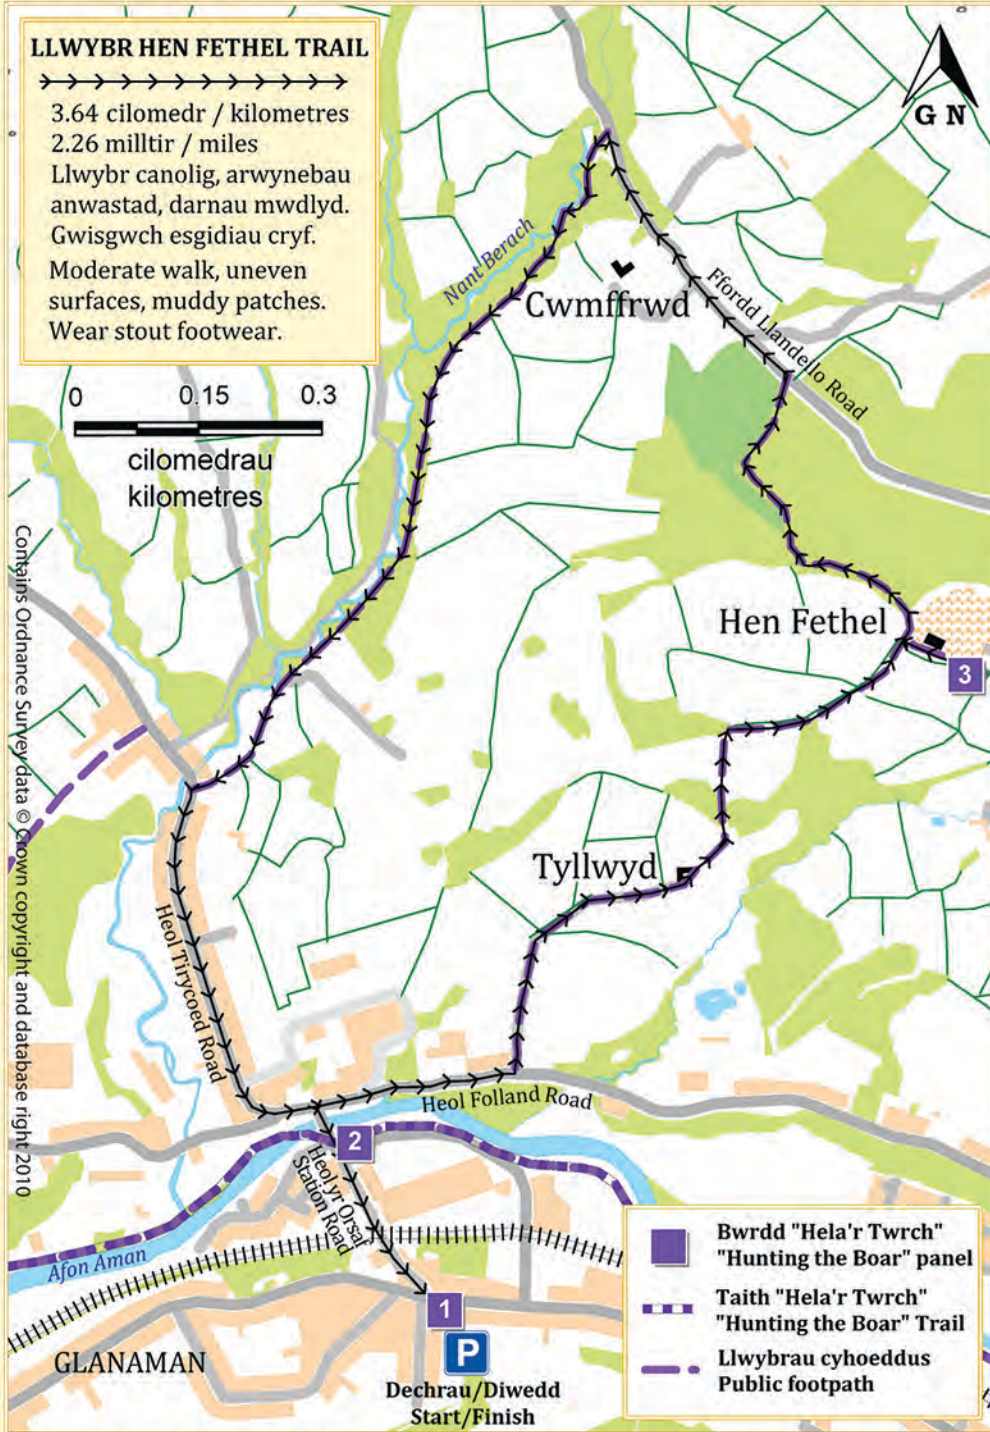 LLWYBR HEN FETHEL TRAIL
3.64 cilomedr / kilometres
2.26 milltir / miles
Llwybr canolig, arwynebau
anwastad, darnau mwdlyd.
Gwisgwch esgidiau cryf.
Moderate walk, uneven
surfaces, muddy patches.
Wear stout footwear.
G N
0 0.15 0.3
cilomedrau
kilometres
Nant Berach
Cwmffrwd
Ffordd Llandello Road
Hen Fethel
3
Tyllwyd
Heol Tirycoed Road
Heol Folland Road
2
Heol yr Orsaf
Station Road
Afon Aman
1
P
GLANAMAN
Dechrau/Diwedd
Start/Finish
Bwrdd "Hela'r Twrch"
"Hunting the Boar" panel
Taith "Hela'r Twrch"
"Hunting the Boar" Trail
Llwybrau cyhoeddus
Public footpath
Contains Ordnance Survey data © Crown copyright and database right 2010